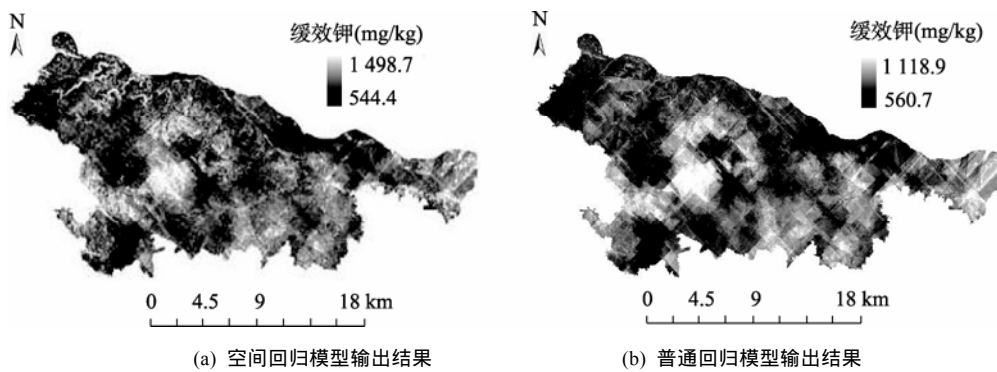 N
缓效钾(mg/kg)
1 498.7
544.4
0 4.5 9 18 km
(a) 空间回归模型输出结果
N
缓效钾(mg/kg)
1 118.9
560.7
0 4.5 9 18 km
(b) 普通回归模型输出结果